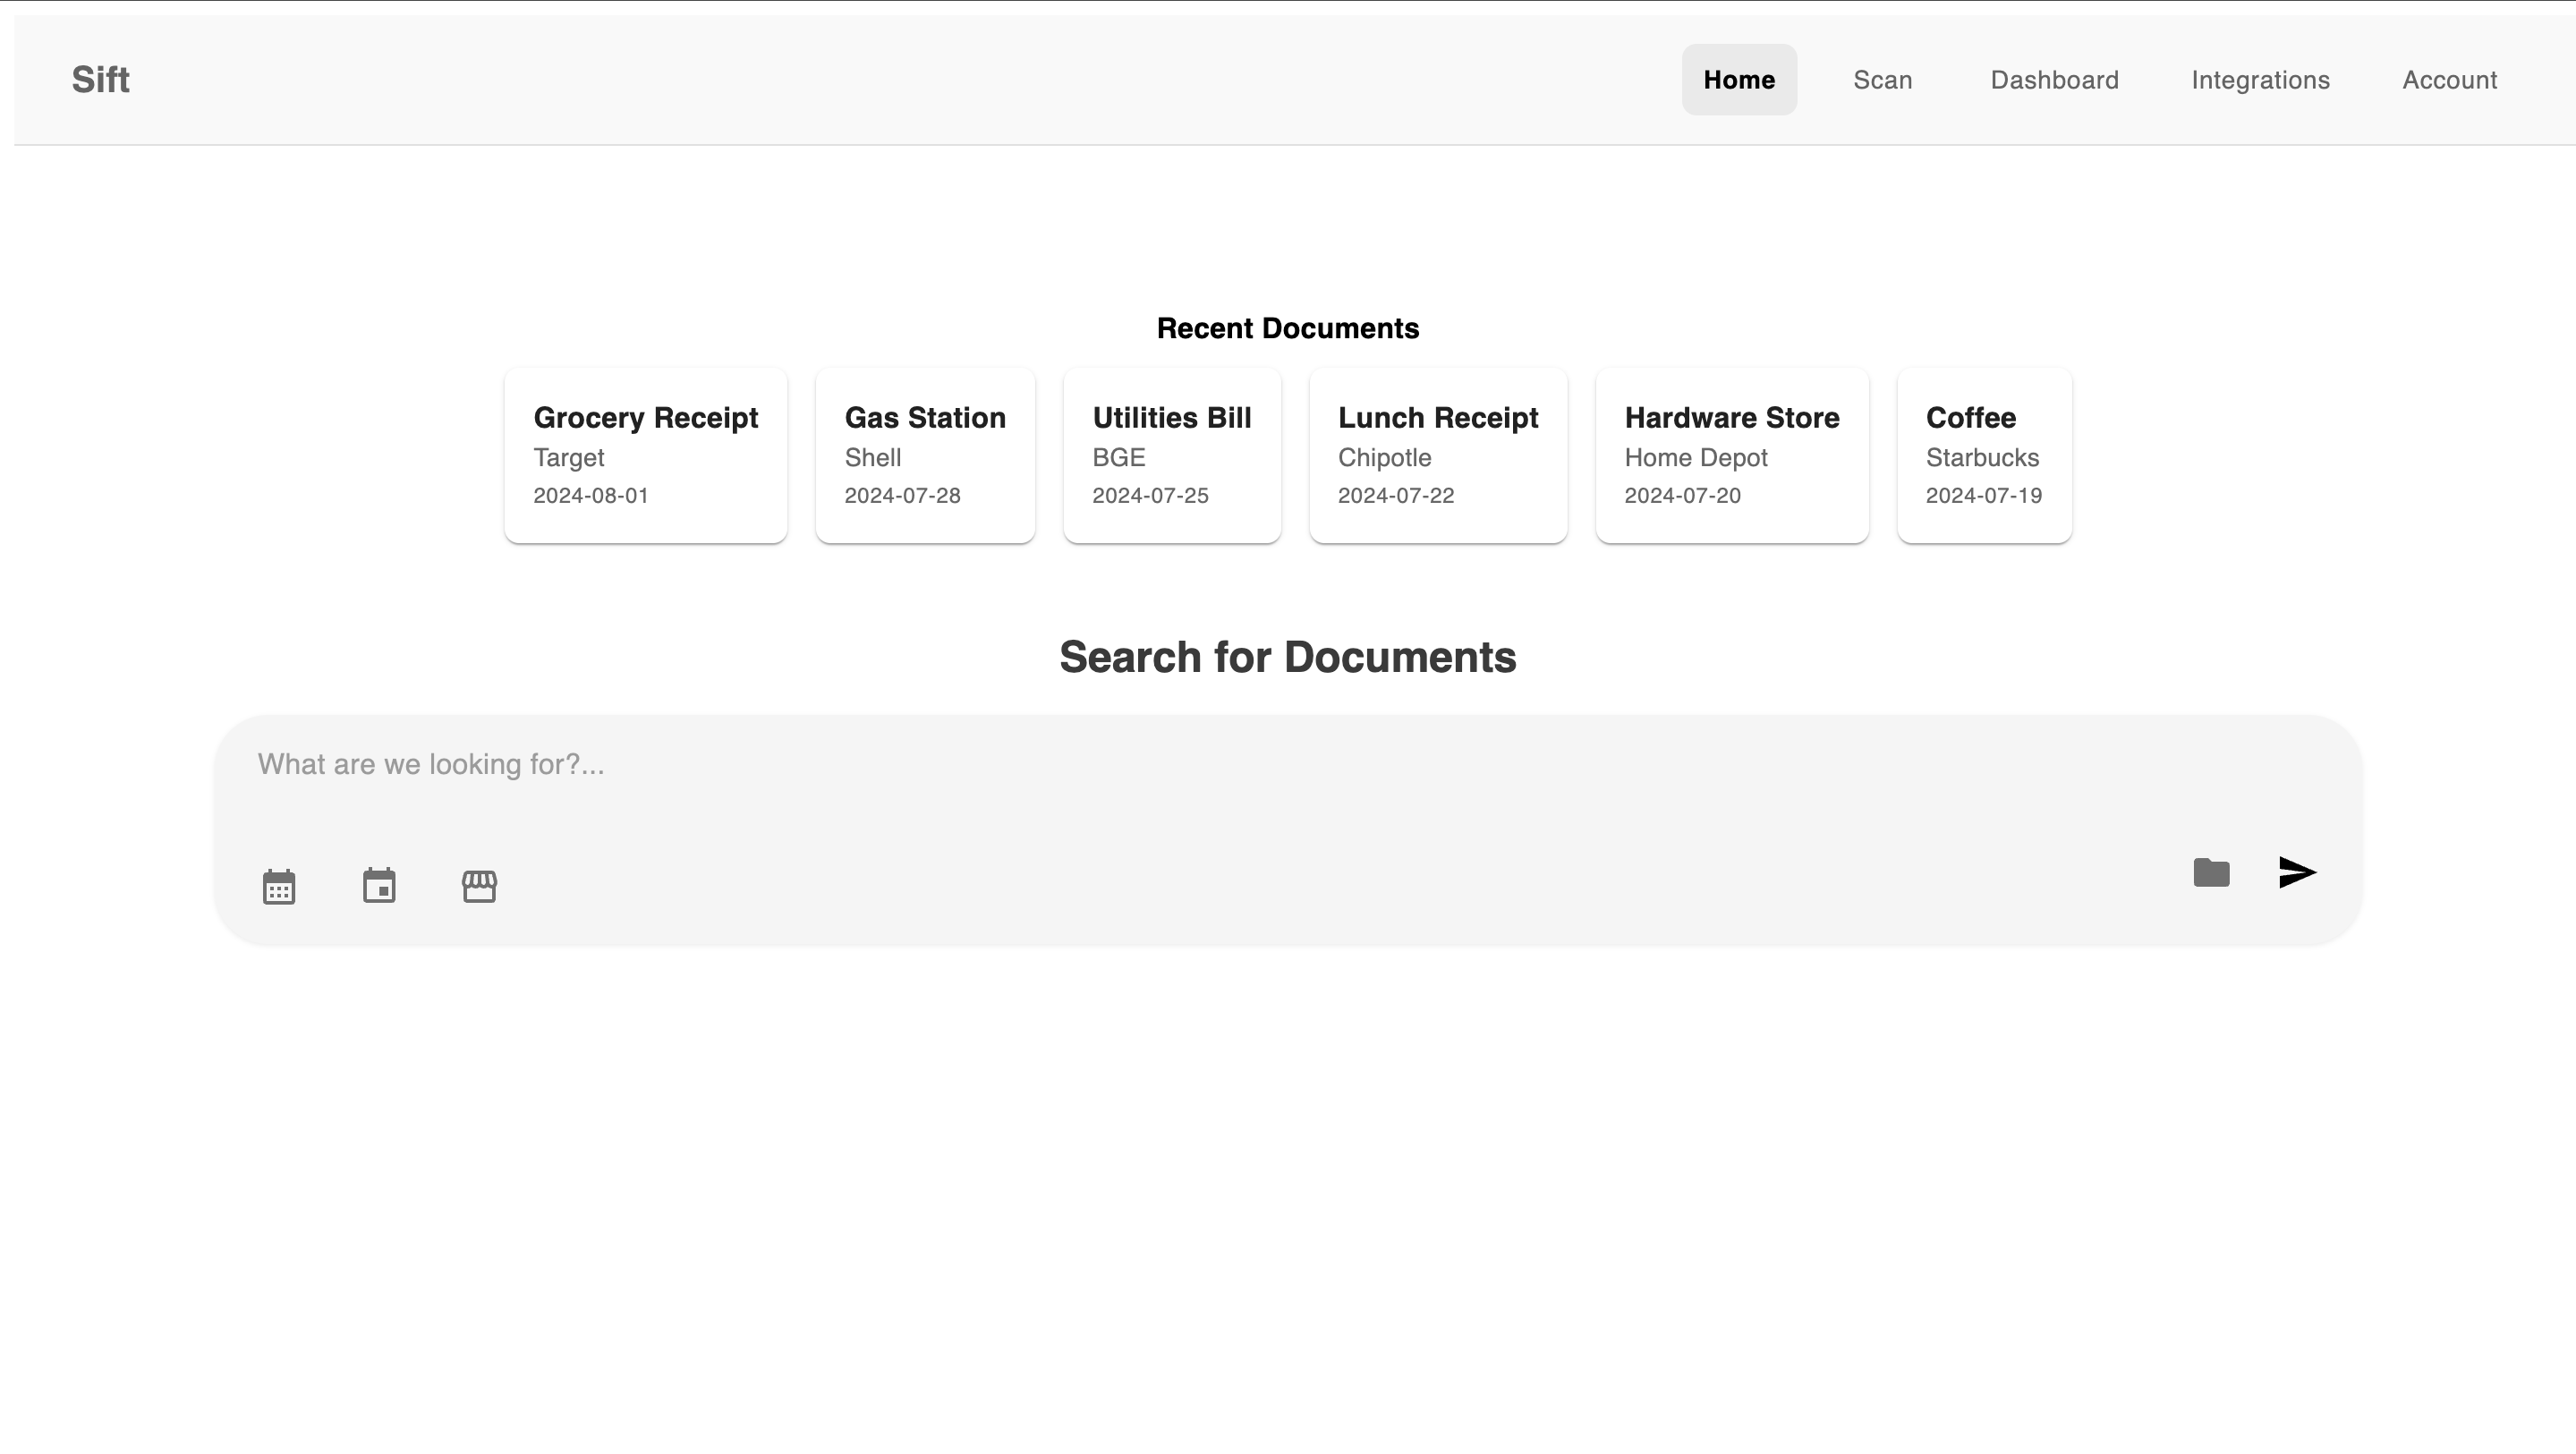 Sift
Home
Scan
Dashboard
Integrations
Account
Recent Documents
Grocery Receipt
Target
2024-08-01
Gas Station
Shell
2024-07-28
Utilities Bill
BGE
2024-07-25
Lunch Receipt
Chipotle
2024-07-22
Hardware Store
Home Depot
2024-07-20
Coffee
Starbucks
2024-07-19
Search for Documents
What are we looking for?...